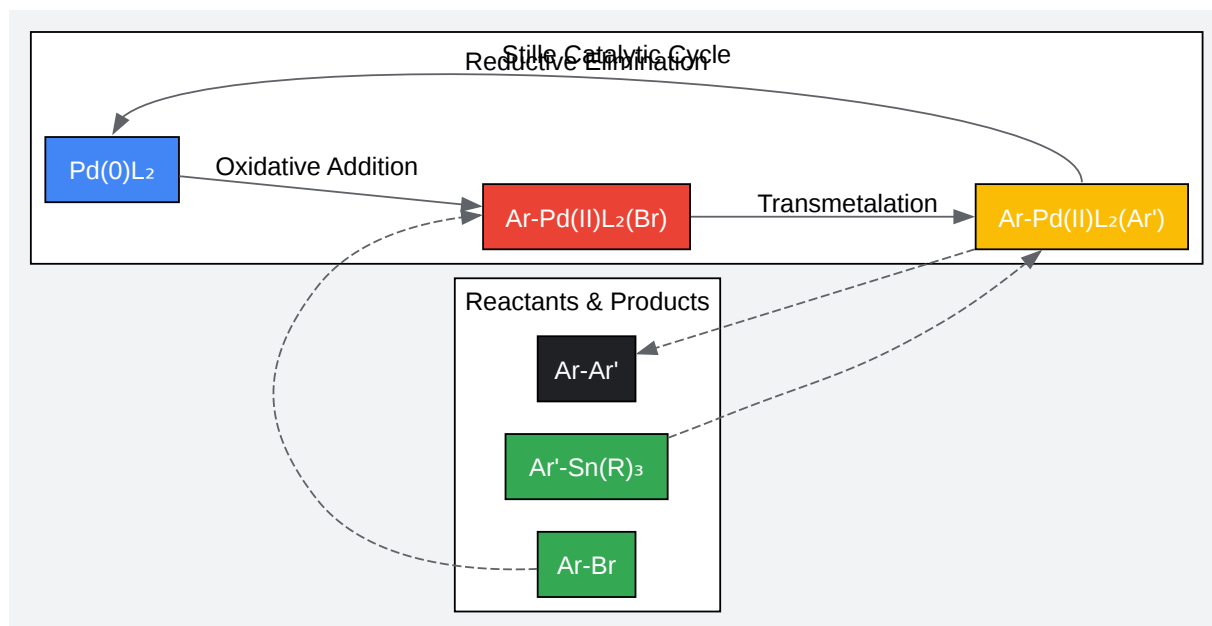 Stille Catalytic Cycle
Reductive Elimination
Pd(0)L₂
Oxidative Addition
Ar-Pd(II)L₂(Br)
Transmetalation
Ar-Pd(II)L₂(Ar')
Reactants & Products
Ar-Ar'
Ar'-Sn(R)₃
Ar-Br